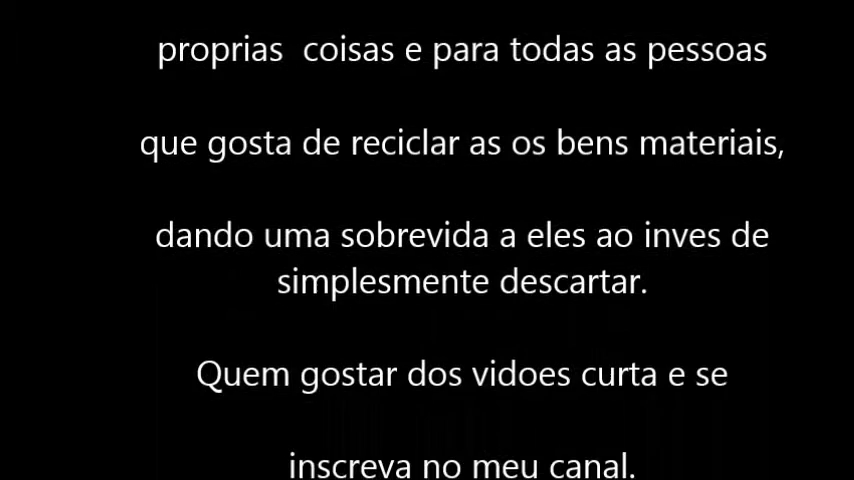 proprias  coisas e para todas as pessoas
que gosta de reciclar as os bens materiais,
dando uma sobrevida a eles ao inves de
simplesmente descartar.
Quem gostar dos vidoes curta e se
inscreva no meu canal.